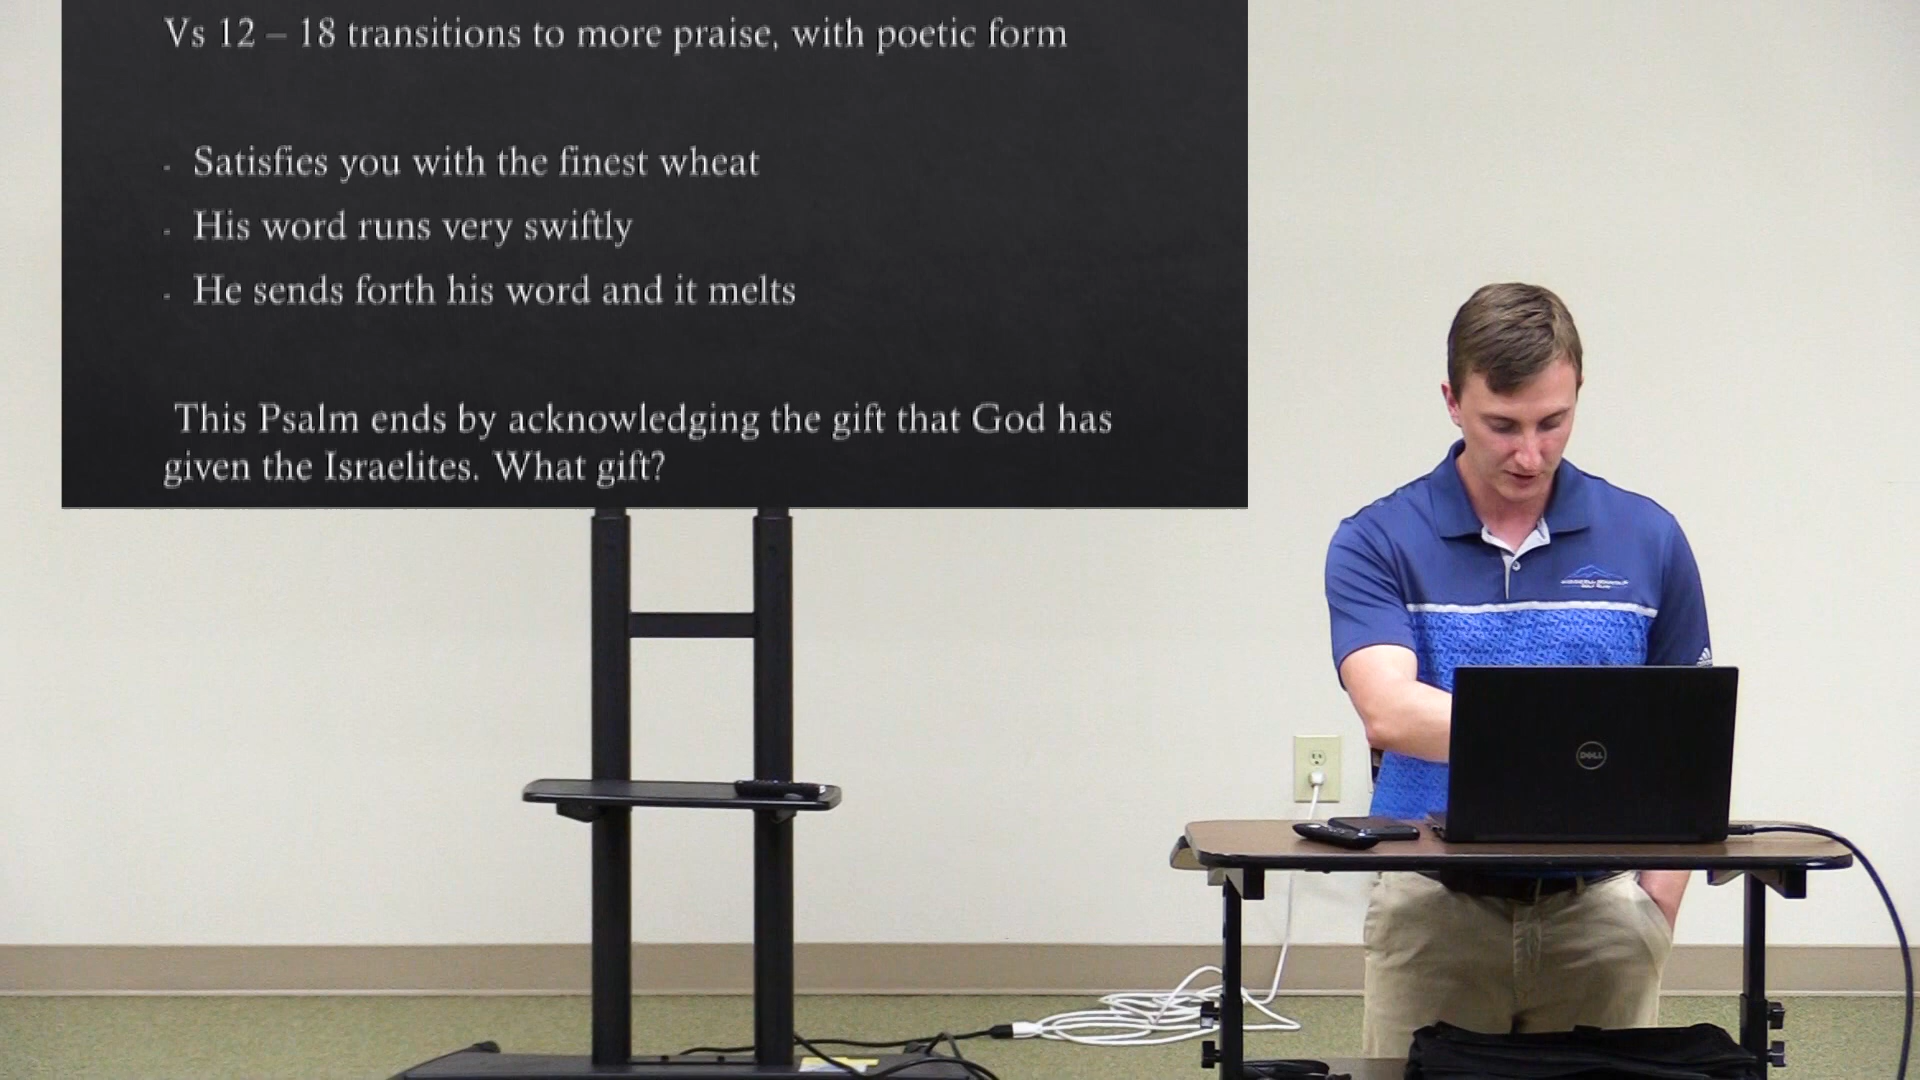 Vs 12 – 18 transitions to more praise, with poetic form
- Satisfies you with the finest wheat
- His word runs very swiftly
- He sends forth his word and it melts
This Psalm ends by acknowledging the gift that God has
given the Israelites. What gift?
DELL